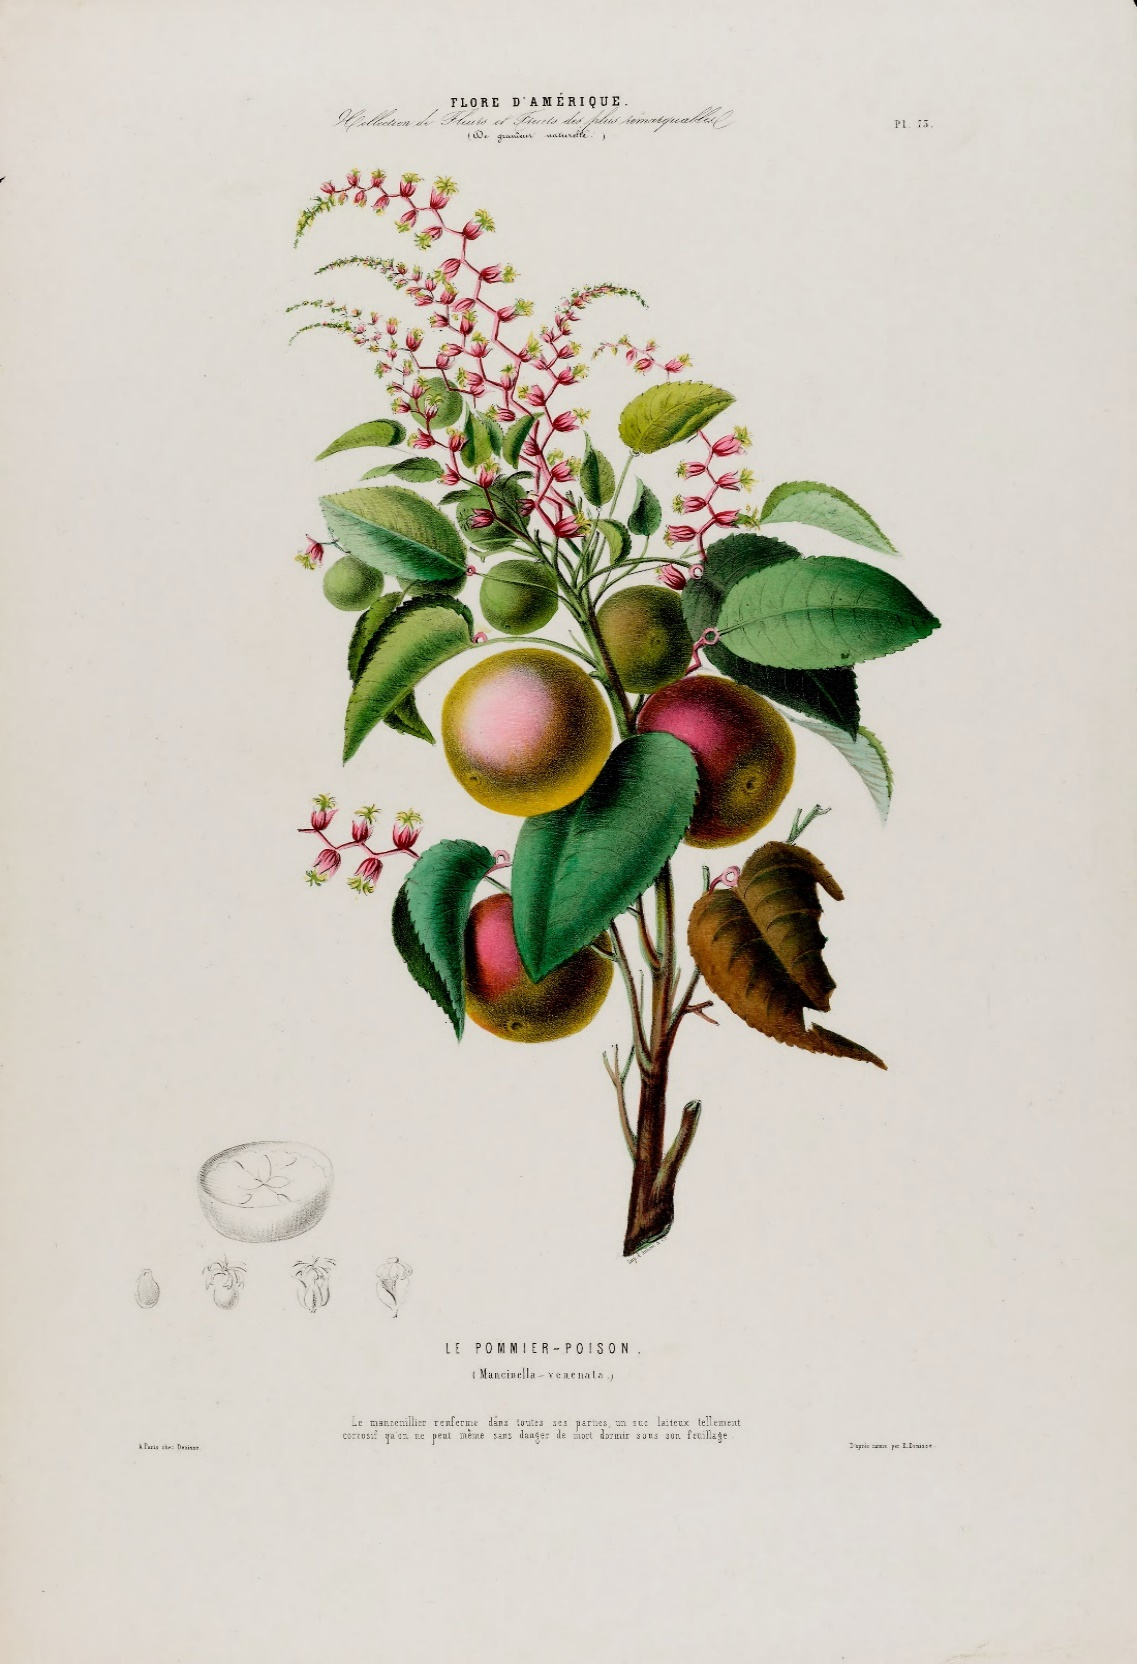 FLORE D'AMÉRIQUE.
Collection de Fleurs et Fruits des plus remarquables
(De grandeur naturelle.)
Pl. 73.
LE POMMIER-POISON.
(Mancinella-venenata.)
Le mancenillier renferme dans toutes ses parties, un suc laiteux tellement
corrosif qu'on ne peut même sans danger de mort dormir sous son feuillage.
A Paris chez Denisse.
D'après nature par E. Denisse.